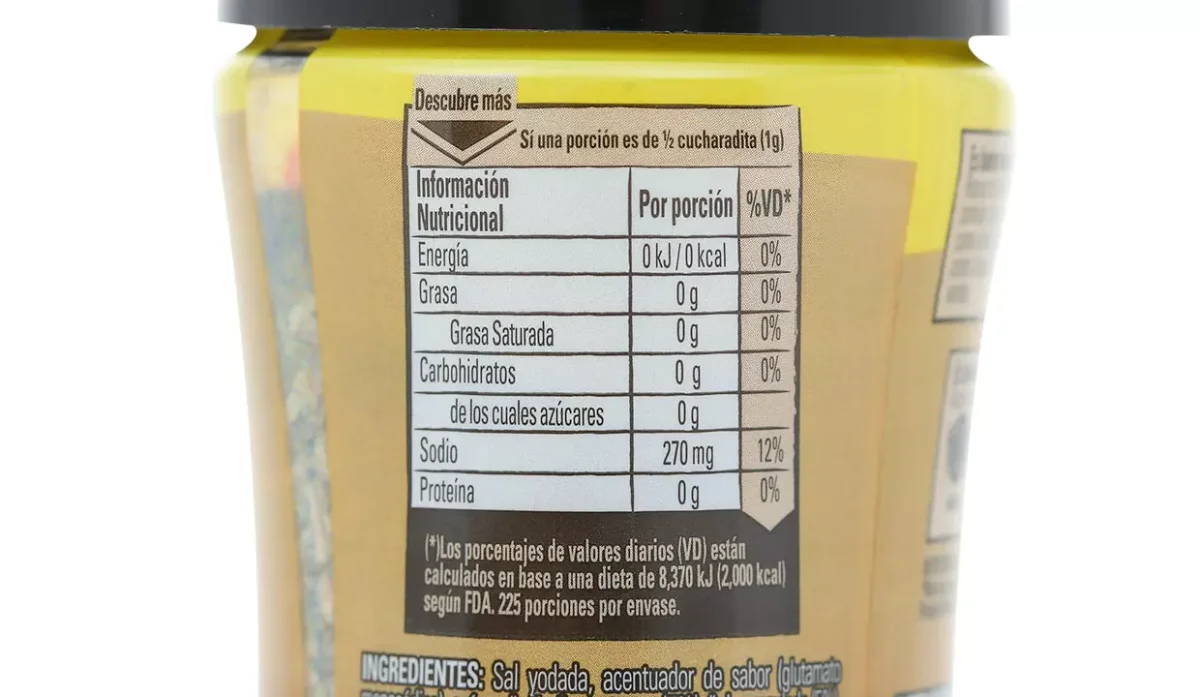 Descubre más
Sí una porción es de ½ cucharadita (1g)
Información Nutricional Por porción %VD*
Energía 0 kJ / 0 kcal 0%
Grasa 0 g 0%
Grasa Saturada 0 g 0%
Carbohidratos 0 g 0%
de los cuales azúcares 0 g
Sodio 270 mg 12%
Proteína 0 g 0%
(*)Los porcentajes de valores diarios (VD) están
calculados en base a una dieta de 8,370 kJ (2,000 kcal)
según FDA. 225 porciones por envase.
INGREDIENTES: Sal yodada, acentuador de sabor (glutamato